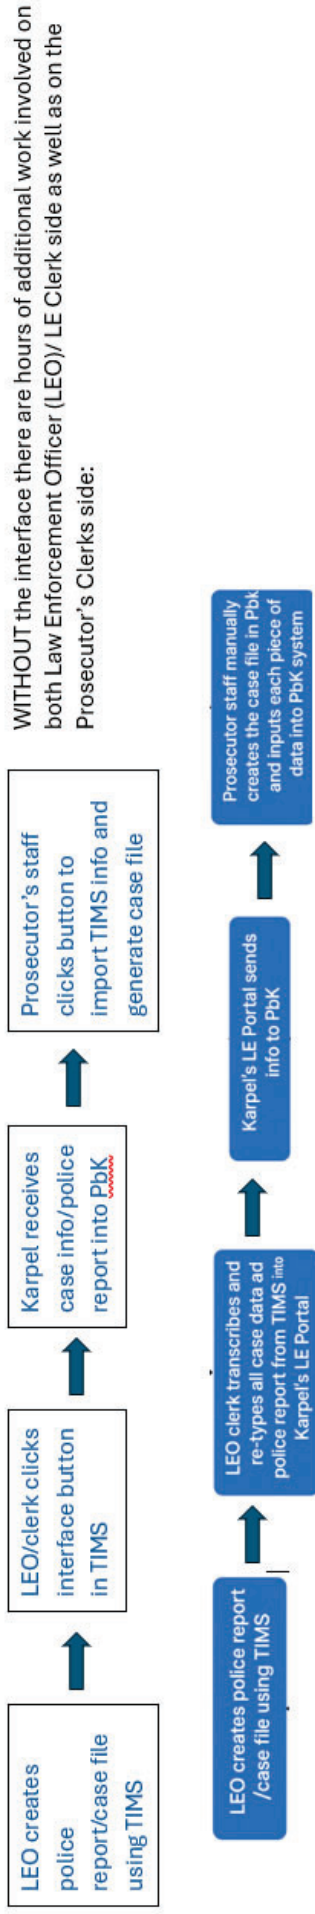 LEO creates
police
report/case file
using TIMS
LEO/clerk clicks
interface button
in TIMS
Karpel receives
case info/police
report into PbK
Prosecutor's staff
clicks button to
import TIMS info and
generate case file
WITHOUT the interface there are hours of additional work involved on
both Law Enforcement Officer (LEO)/ LE Clerk side as well as on the
Prosecutor's Clerks side:
LEO creates police report
/case file using TIMS
LEO clerk transcribes and
re-types all case data ad
police report from TIMS into
Karpel's LE Portal
Karpel's LE Portal sends
info to PbK
Prosecutor staff manually
creates the case file in PbK
and inputs each piece of
data into PbK system